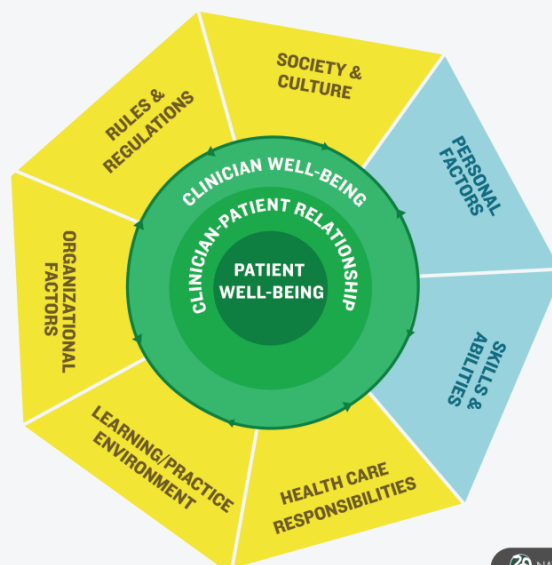 SOCIETY &
CULTURE
PERSONAL
FACTORS
SKILLS &
ABILITIES
HEALTH CARE
RESPONSIBILITIES
LEARNING/PRACTICE
ENVIRONMENT
ORGANIZATIONAL
FACTORS
RULES &
REGULATIONS
CLINICIAN WELL-BEING
CLINICIAN-PATIENT RELATIONSHIP
PATIENT
WELL-BEING